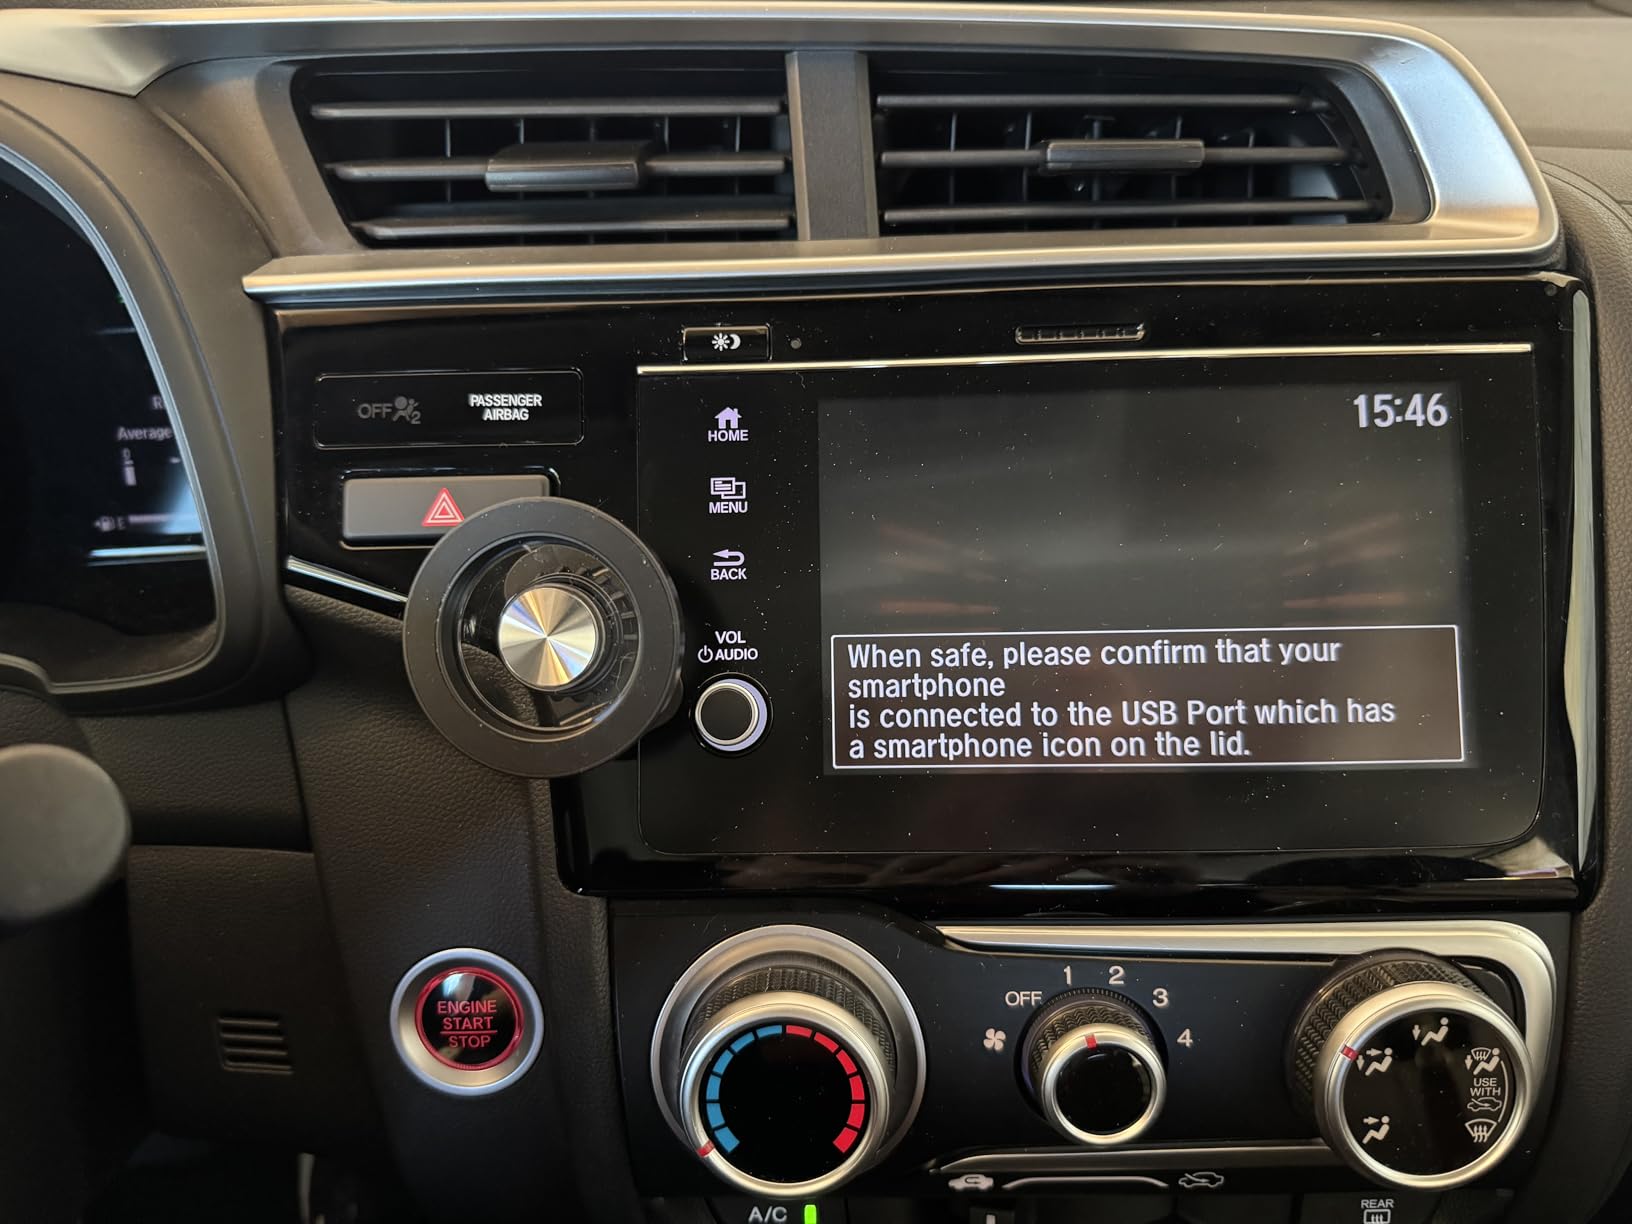 15:46
OFF 2
PASSENGER
AIRBAG
HOME
MENU
BACK
VOL
AUDIO
When safe, please confirm that your
smartphone
is connected to the USB Port which has
a smartphone icon on the lid.
Average
E
ENGINE
START
STOP
OFF 1 2 3 4
USE
WITH
A/C
REAR